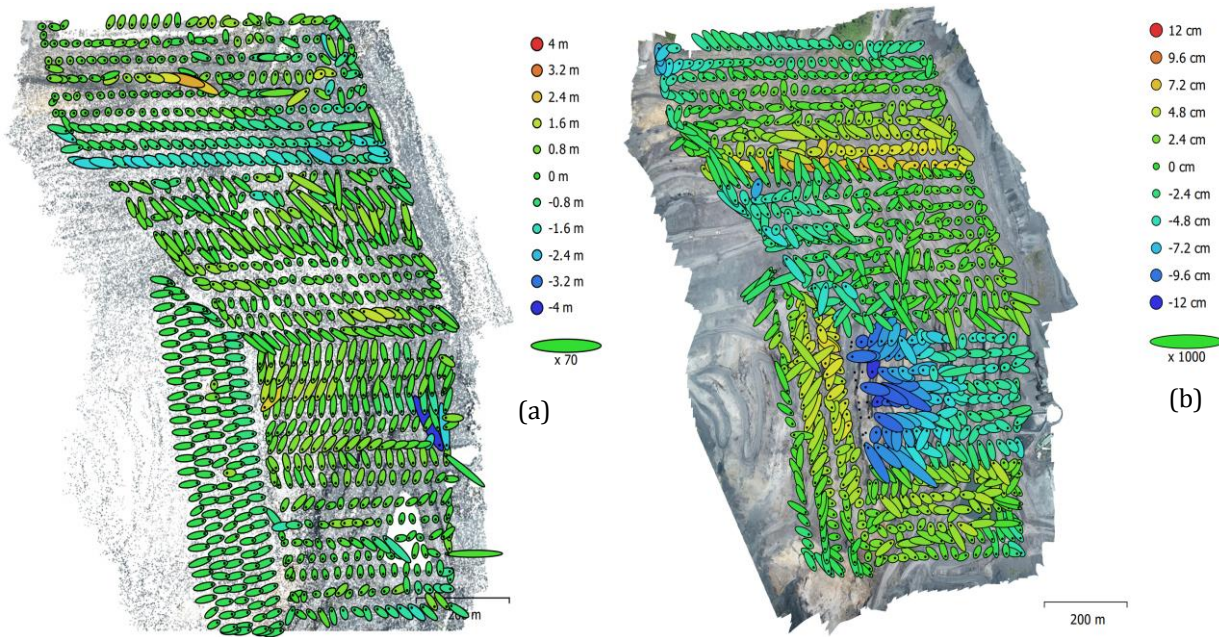 4 m
3.2 m
2.4 m
1.6 m
0.8 m
0 m
-0.8 m
-1.6 m
-2.4 m
-3.2 m
-4 m
x 70
(a)
12 cm
9.6 cm
7.2 cm
4.8 cm
2.4 cm
0 cm
-2.4 cm
-4.8 cm
-7.2 cm
-9.6 cm
-12 cm
x 1000
(b)
200 m